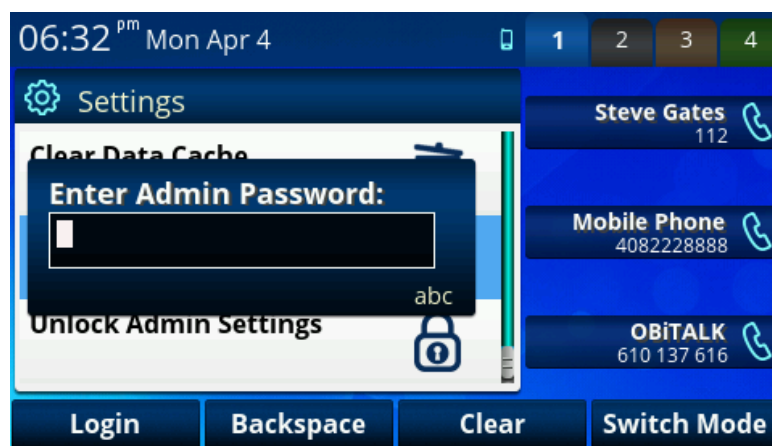 06:32 pm Mon Apr 4
1 2 3 4
Settings
Clear Data Cache
Enter Admin Password:
abc
Unlock Admin Settings
Steve Gates
112
Mobile Phone
4082228888
OBiTALK
610 137 616
Login Backspace Clear Switch Mode